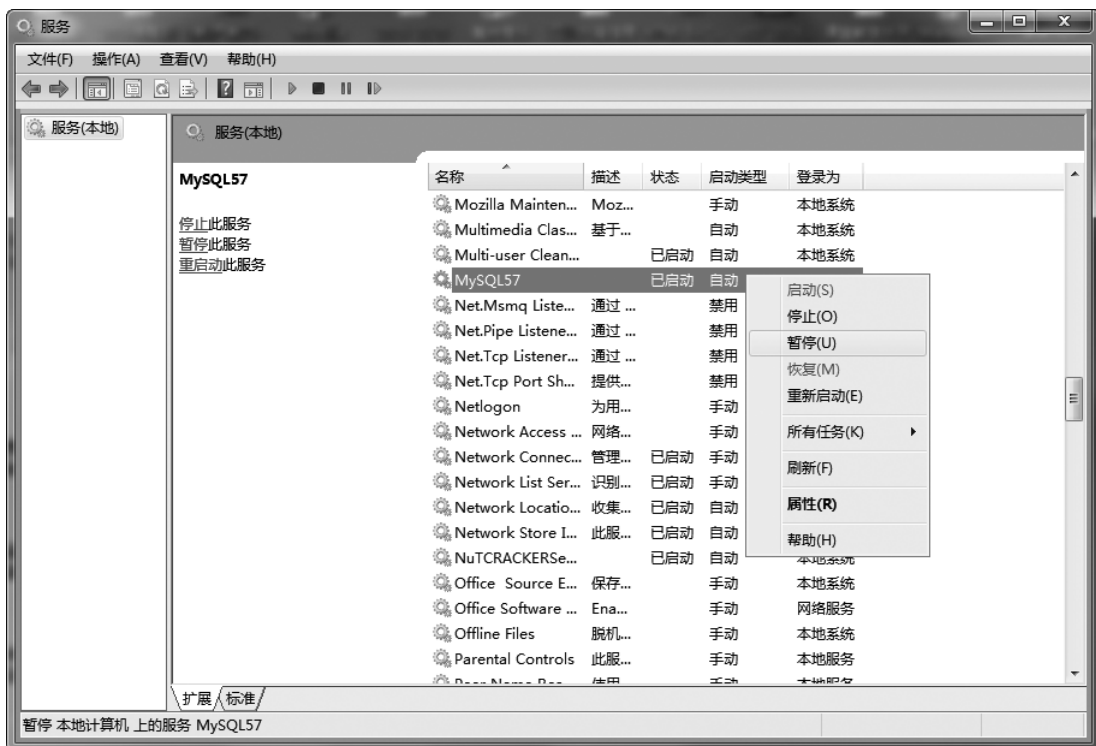 服务
文件(F) 操作(A) 查看(V) 帮助(H)
服务(本地)
服务(本地)
MySQL57
停止此服务
暂停此服务
重启动此服务
名称 描述 状态 启动类型 登录为
Mozilla Mainten... Moz... 手动 本地系统
Multimedia Clas... 基于... 自动 本地系统
Multi-user Clean... 已启动 自动 本地系统
MySQL57 已启动 自动
Net.Msmq Liste... 通过 ... 禁用
Net.Pipe Listene... 通过 ... 禁用
Net.Tcp Listener... 通过 ... 禁用
Net.Tcp Port Sh... 提供... 禁用
Netlogon 为用... 手动
Network Access ... 网络... 手动
Network Connec... 管理... 已启动 手动
Network List Ser... 识别... 已启动 手动
Network Locatio... 收集... 已启动 自动
Network Store I... 此服... 已启动 自动
NuTCRACKERSe... 已启动 自动 本地系统
Office Source E... 保存... 手动 本地系统
Office Software ... Ena... 手动 网络服务
Offline Files 脱机... 手动 本地系统
Parental Controls 此服... 手动 本地服务
启动(S)
停止(O)
暂停(U)
恢复(M)
重新启动(E)
所有任务(K)
刷新(F)
属性(R)
帮助(H)
扩展 标准
暂停 本地计算机 上的服务 MySQL57